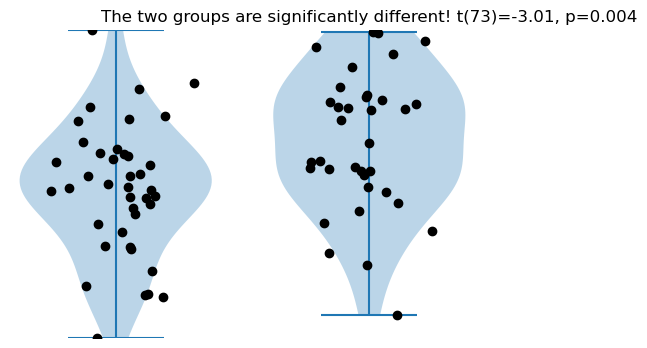 The two groups are significantly different! t(73)=-3.01, p=0.004